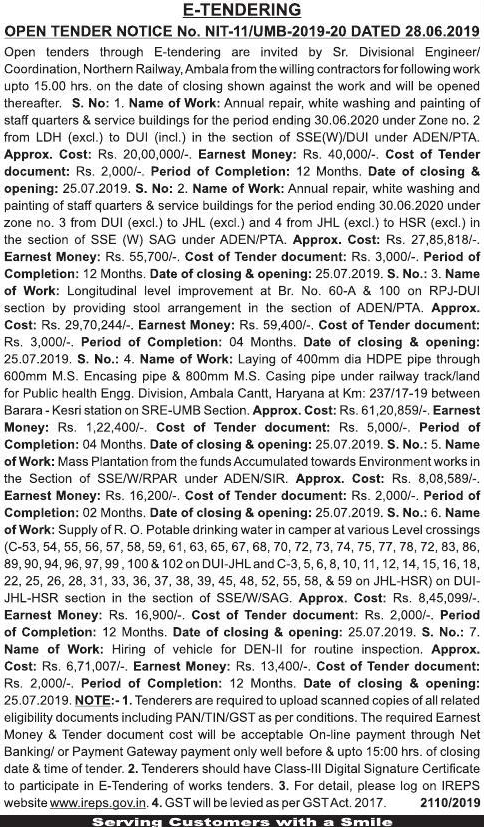 E-TENDERING
OPEN TENDER NOTICE No. NIT-11/UMB-2019-20 DATED 28.06.2019
Open tenders through E-tendering are invited by Sr. Divisional Engineer/
Coordination, Northern Railway, Ambala from the willing contractors for following work
upto 15.00 hrs. on the date of closing shown against the work and will be opened
thereafter. S. No: 1. Name of Work: Annual repair, white washing and painting of
staff quarters & service buildings for the period ending 30.06.2020 under Zone no. 2
from LDH (excl.) to DUI (incl.) in the section of SSE(W)/DUI under ADEN/PTA.
Approx. Cost: Rs. 20,00,000/-. Earnest Money: Rs. 40,000/-. Cost of Tender
document: Rs. 2,000/-. Period of Completion: 12 Months. Date of closing &
opening: 25.07.2019. S. No: 2. Name of Work: Annual repair, white washing and
painting of staff quarters & service buildings for the period ending 30.06.2020 under
zone no. 3 from DUI (excl.) to JHL (excl.) and 4 from JHL (excl.) to HSR (excl.) in
the section of SSE (W) SAG under ADEN/PTA. Approx. Cost: Rs. 27,85,818/-.
Earnest Money: Rs. 55,700/-. Cost of Tender document: Rs. 3,000/-. Period of
Completion: 12 Months. Date of closing & opening: 25.07.2019. S. No.: 3. Name
of Work: Longitudinal level improvement at Br. No. 60-A & 100 on RPJ-DUI
section by providing stool arrangement in the section of ADEN/PTA. Approx.
Cost: Rs. 29,70,244/-. Earnest Money: Rs. 59,400/-. Cost of Tender document:
Rs. 3,000/-. Period of Completion: 04 Months. Date of closing & opening:
25.07.2019. S. No.: 4. Name of Work: Laying of 400mm dia HDPE pipe through
600mm M.S. Encasing pipe & 800mm M.S. Casing pipe under railway track/land
for Public health Engg. Division, Ambala Cantt, Haryana at Km: 237/17-19 between
Barara - Kesri station on SRE-UMB Section. Approx. Cost: Rs. 61,20,859/-. Earnest
Money: Rs. 1,22,400/-. Cost of Tender document: Rs. 5,000/-. Period of
Completion: 04 Months. Date of closing & opening: 25.07.2019. S. No.: 5. Name
of Work: Mass Plantation from the funds Accumulated towards Environment works in
the Section of SSE/W/RPAR under ADEN/SIR. Approx. Cost: Rs. 8,08,589/-.
Earnest Money: Rs. 16,200/-. Cost of Tender document: Rs. 2,000/-. Period of
Completion: 02 Months. Date of closing & opening: 25.07.2019. S. No.: 6. Name
of Work: Supply of R. O. Potable drinking water in camper at various Level crossings
(C-53, 54, 55, 56, 57, 58, 59, 61, 63, 65, 67, 68, 70, 72, 73, 74, 75, 77, 78, 72, 83, 86,
89, 90, 94, 96, 97, 99 , 100 & 102 on DUI-JHL and C-3, 5, 6, 8, 10, 11, 12, 14, 15, 16, 18,
22, 25, 26, 28, 31, 33, 36, 37, 38, 39, 45, 48, 52, 55, 58, & 59 on JHL-HSR) on DUI-
JHL-HSR section in the section of SSE/W/SAG. Approx. Cost: Rs. 8,45,099/-.
Earnest Money: Rs. 16,900/-. Cost of Tender document: Rs. 2,000/-. Period
of Completion: 12 Months. Date of closing & opening: 25.07.2019. S. No.: 7.
Name of Work: Hiring of vehicle for DEN-II for routine inspection. Approx.
Cost: Rs. 6,71,007/-. Earnest Money: Rs. 13,400/-. Cost of Tender document:
Rs. 2,000/-. Period of Completion: 12 Months. Date of closing & opening:
25.07.2019. NOTE:- 1. Tenderers are required to upload scanned copies of all related
eligibility documents including PAN/TIN/GST as per conditions. The required Earnest
Money & Tender document cost will be acceptable On-line payment through Net
Banking/ or Payment Gateway payment only well before & upto 15:00 hrs. of closing
date & time of tender. 2. Tenderers should have Class-III Digital Signature Certificate
to participate in E-Tendering of works tenders. 3. For detail, please log on IREPS
website www.ireps.gov.in. 4. GST will be levied as per GST Act. 2017. 2110/2019
Serving Customers with a Smile